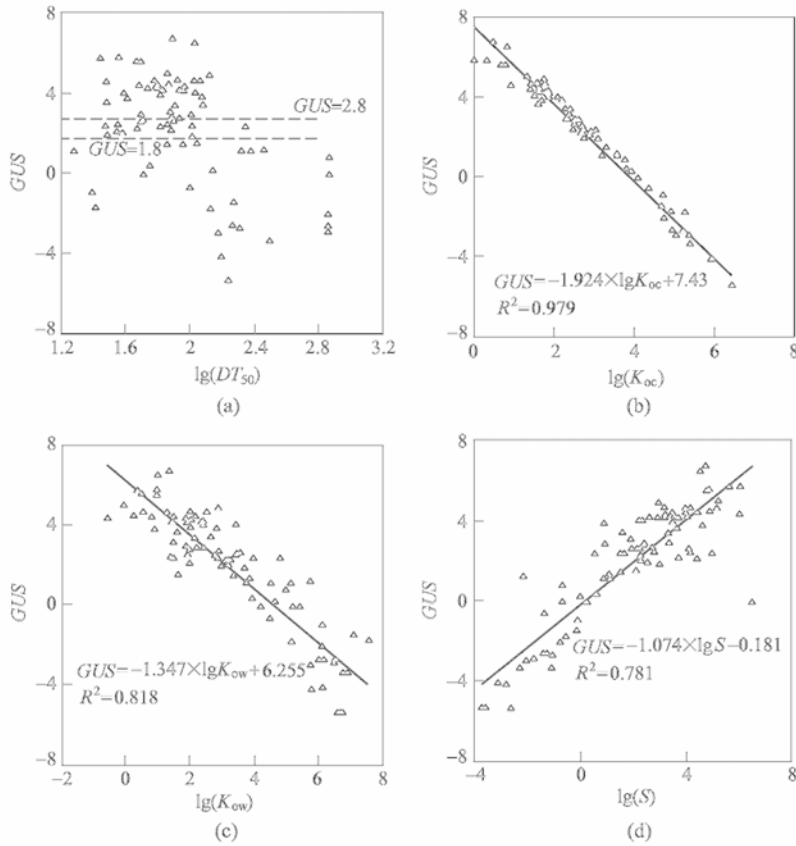 8
4
0
−4
−8
GUS
GUS=2.8
GUS=1.8
1.2 1.6 2.0 2.4 2.8 3.2
lg(DT₅₀)
(a)
8
4
0
−4
−8
GUS
GUS=−1.924×lgKoc+7.43
R²=0.979
0 2 4 6 8
lg(Koc)
(b)
8
4
0
−4
−8
GUS
GUS=−1.347×lgKow+6.255
R²=0.818
−2 0 2 4 6 8
lg(Kow)
(c)
8
4
0
−4
−8
GUS
GUS=−1.074×lgS−0.181
R²=0.781
−4 0 4 8
lg(S)
(d)